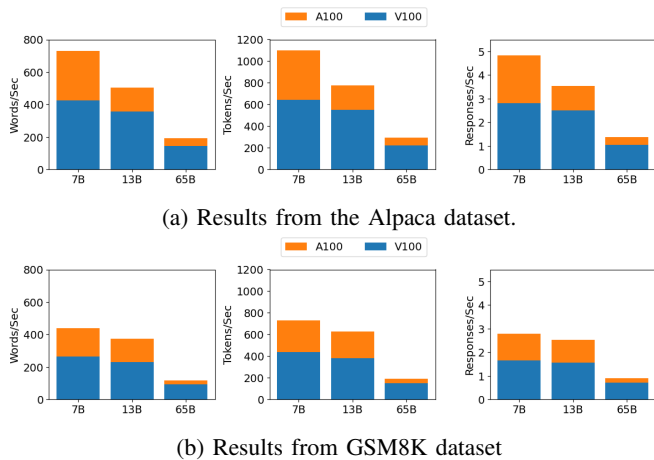 A100 V100
800
600
400
200
0
Words/Sec
7B 13B 65B
1200
1000
800
600
400
200
0
Tokens/Sec
7B 13B 65B
5
4
3
2
1
0
Responses/Sec
7B 13B 65B
(a) Results from the Alpaca dataset.
A100 V100
800
600
400
200
0
Words/Sec
7B 13B 65B
1200
1000
800
600
400
200
0
Tokens/Sec
7B 13B 65B
5
4
3
2
1
0
Responses/Sec
7B 13B 65B
(b) Results from GSM8K dataset